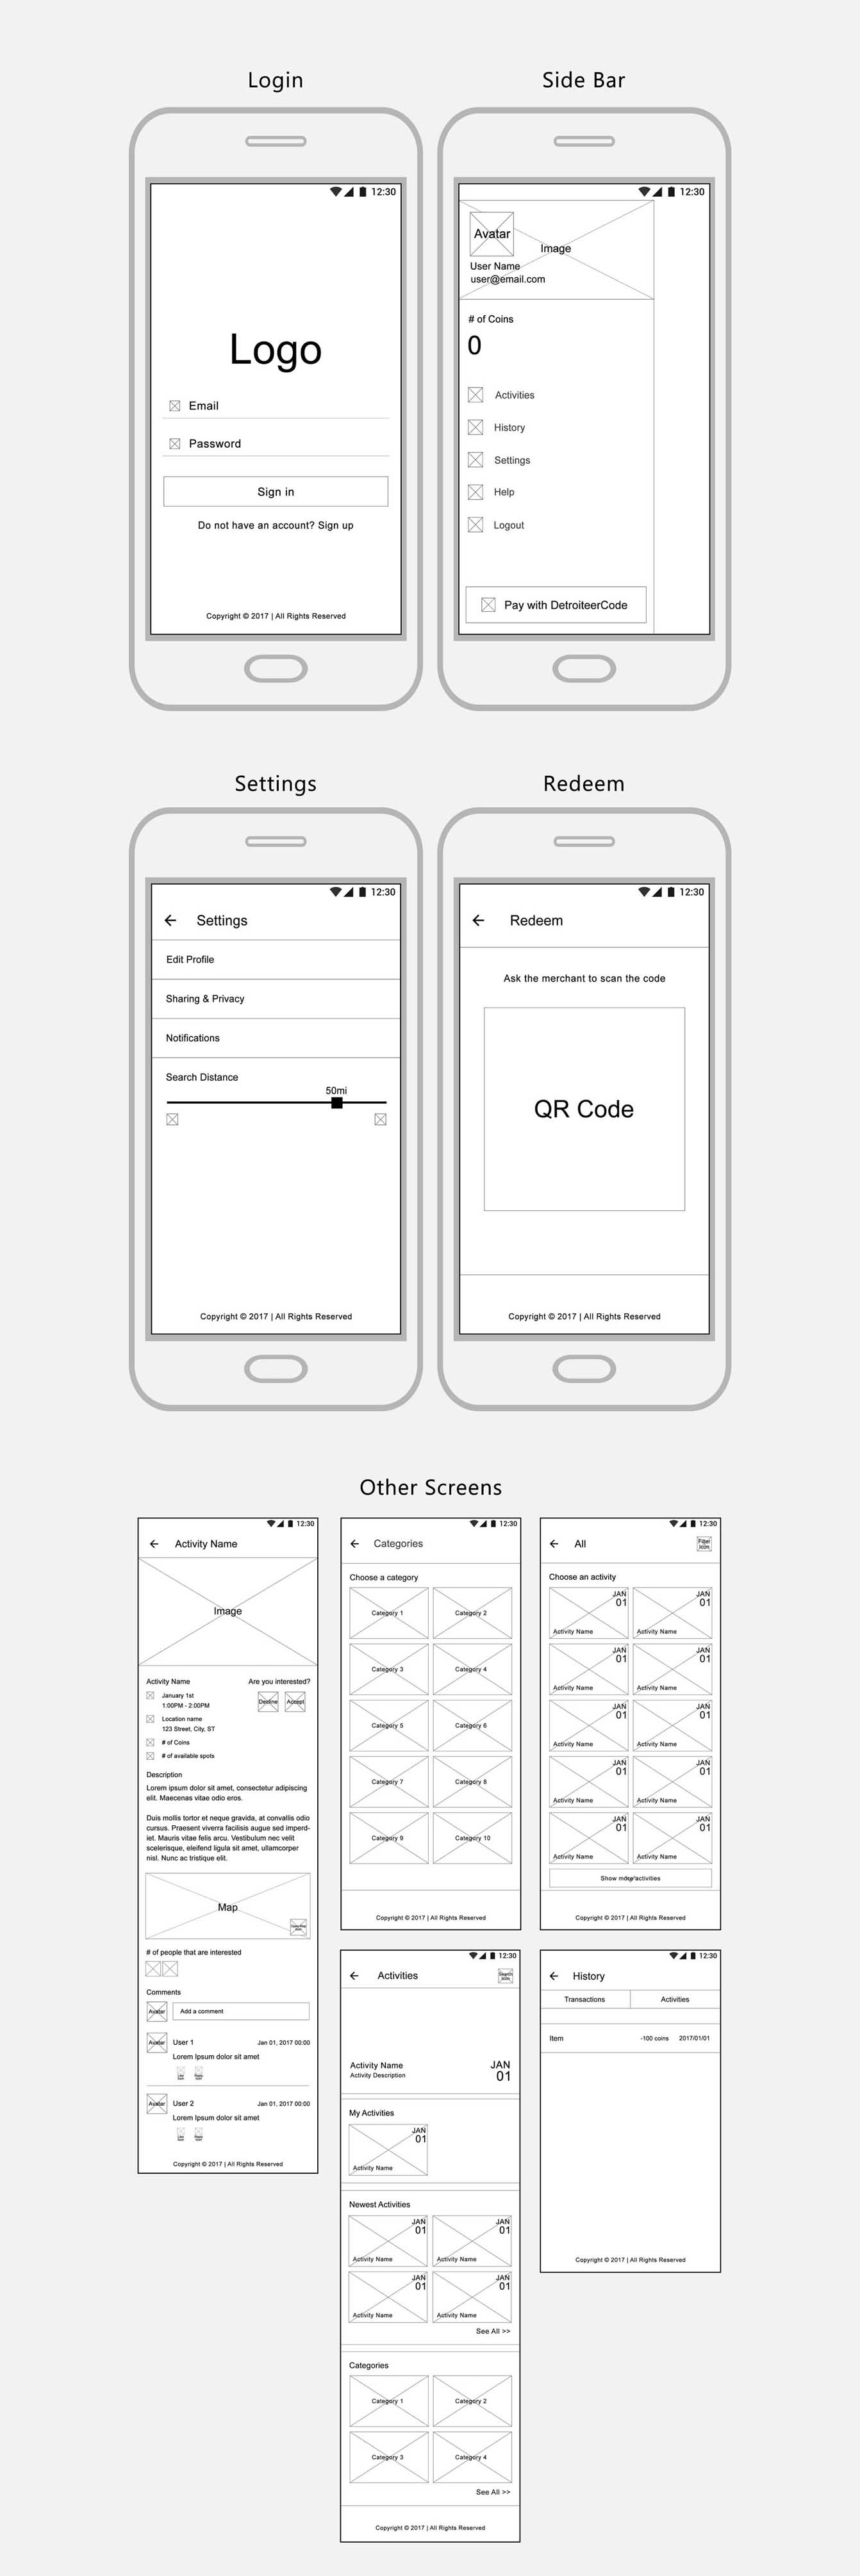 Login
12:30
Logo
Email
Password
Sign in
Do not have an account? Sign up
Copyright © 2017 | All Rights Reserved
Side Bar
12:30
Avatar
Image
User Name
user@email.com
# of Coins
0
Activities
History
Settings
Help
Logout
Pay with DetroiteerCode
Settings
12:30
Settings
Edit Profile
Sharing & Privacy
Notifications
Search Distance
50mi
Copyright © 2017 | All Rights Reserved
Redeem
12:30
Redeem
Ask the merchant to scan the code
QR Code
Copyright © 2017 | All Rights Reserved
Other Screens
12:30
Activity Name
Image
Activity Name
Are you interested?
January 1st
1:00PM - 2:00PM
Decline
Accept
Location name
123 Street, City, ST
# of Coins
# of available spots
Description
Lorem ipsum dolor sit amet, consectetur adipiscing
elit. Maecenas vitae odio eros.
Duis mollis tortor et neque gravida, at convallis odio
cursus. Praesent viverra facilisis augue sed imperd-
iet. Mauris vitae felis arcu. Vestibulum nec velit
scelerisque, eleifend ligula sit amet, ullamcorper
nisl. Nunc ac tristique elit.
Map
# of people that are interested
Comments
Avatar
Add a comment
Avatar
User 1
Jan 01, 2017 00:00
Lorem Ipsum dolor sit amet
Avatar
User 2
Jan 01, 2017 00:00
Lorem Ipsum dolor sit amet
Copyright © 2017 | All Rights Reserved
12:30
Categories
Choose a category
Category 1
Category 2
Category 3
Category 4
Category 5
Category 6
Category 7
Category 8
Category 9
Category 10
Copyright © 2017 | All Rights Reserved
12:30
All
Filter
Icon
Choose an activity
JAN
01
Activity Name
JAN
01
Activity Name
JAN
01
Activity Name
JAN
01
Activity Name
JAN
01
Activity Name
JAN
01
Activity Name
JAN
01
Activity Name
JAN
01
Activity Name
JAN
01
Activity Name
JAN
01
Activity Name
Show more activities
Copyright © 2017 | All Rights Reserved
12:30
Activities
Search
Icon
Activity Name
Activity Description
JAN
01
My Activities
JAN
01
Activity Name
Newest Activities
JAN
01
Activity Name
JAN
01
Activity Name
JAN
01
Activity Name
JAN
01
Activity Name
See All >>
Categories
Category 1
Category 2
Category 3
Category 4
See All >>
Copyright © 2017 | All Rights Reserved
12:30
History
Transactions
Activities
Item
-100 coins
2017/01/01
Copyright © 2017 | All Rights Reserved